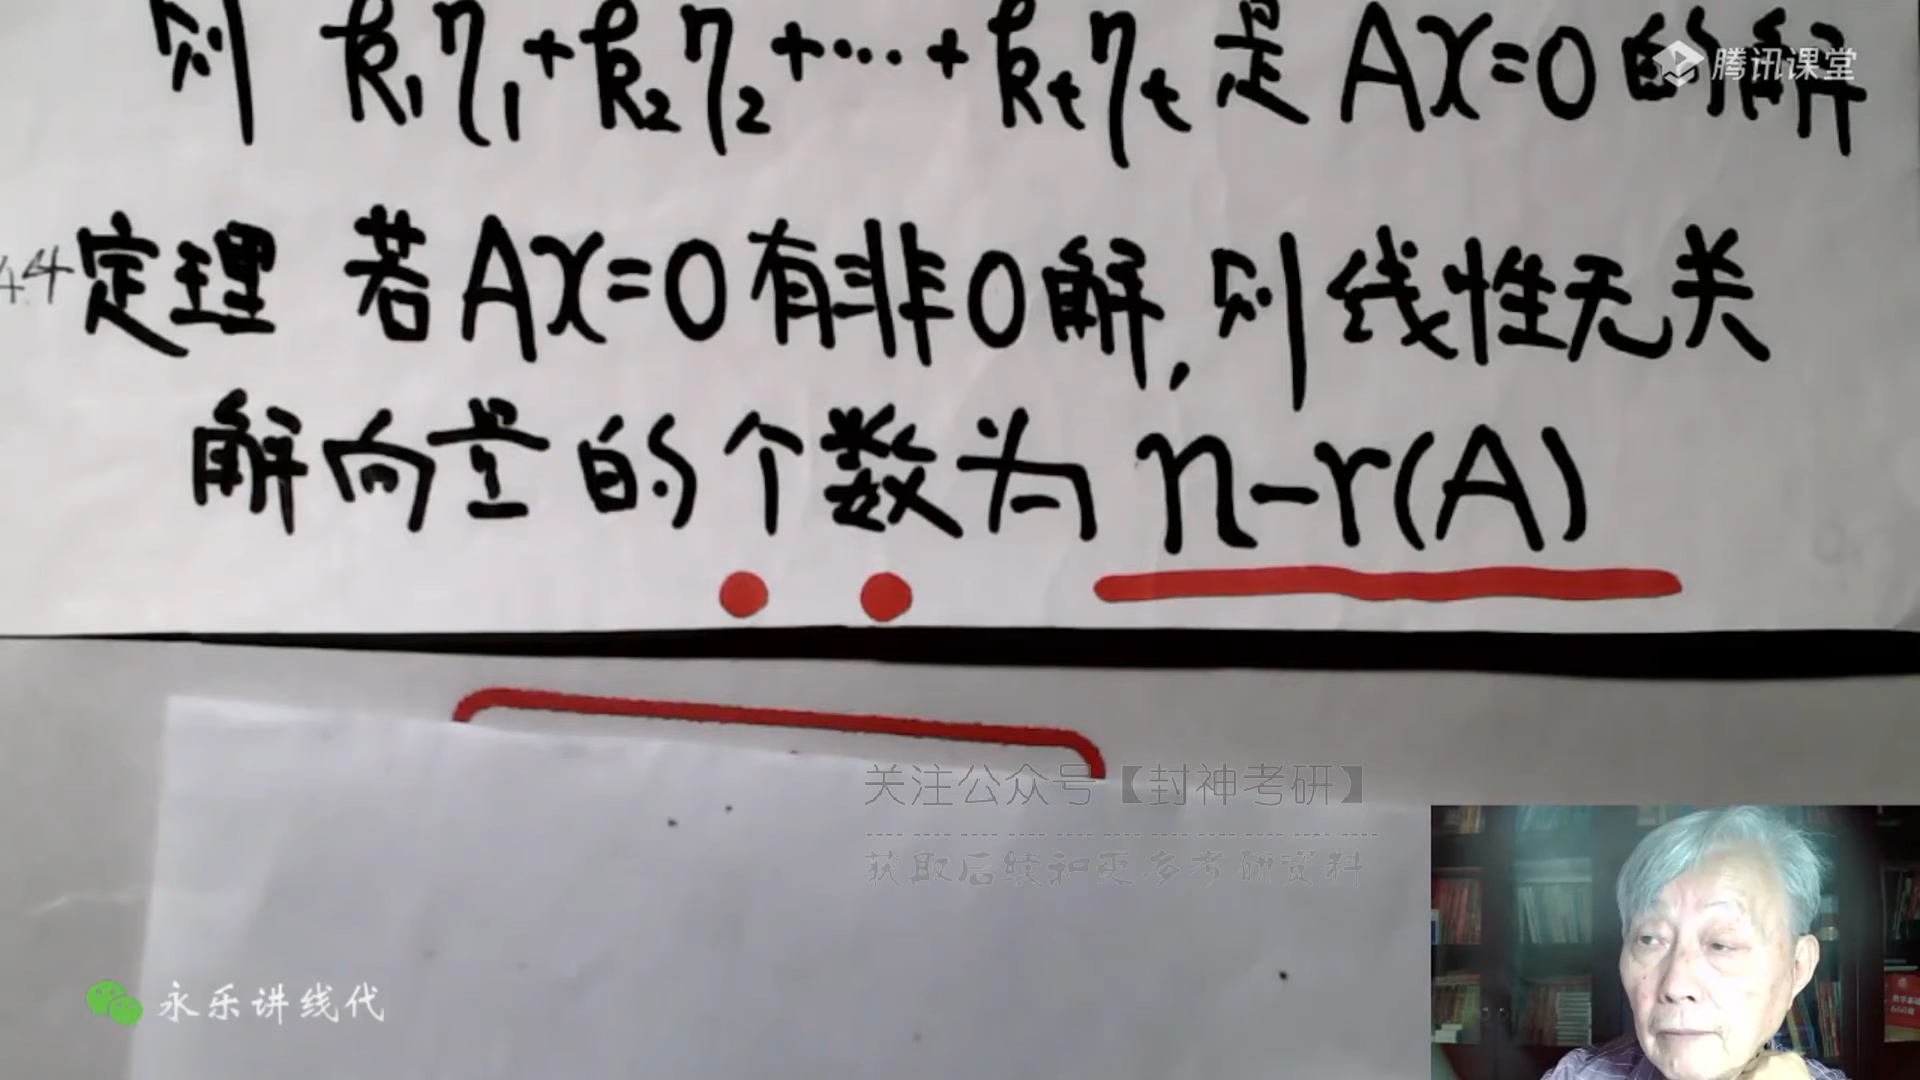 则 k₁η₁+k₂η₂+⋯+kₜηₜ 是 Ax=0 的解
腾讯课堂
44 定理 若 Ax=0 有非0解, 则线性无关
解向量的个数为 n-r(A)
关注公众号【封神考研】
获取后续和更多考研资料
永乐讲线代